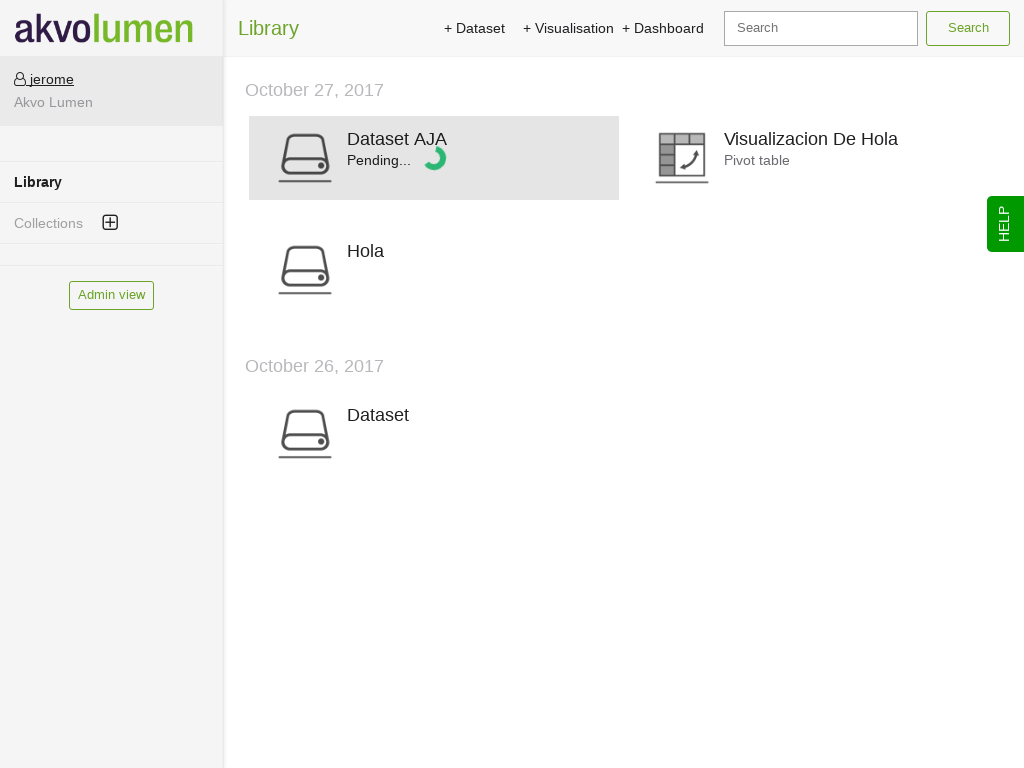 akvolumen
Library
+ Dataset
+ Visualisation
+ Dashboard
Search
Search
jerome
Akvo Lumen
Library
Collections
Admin view
October 27, 2017
Dataset AJA
Pending...
Visualizacion De Hola
Pivot table
Hola
October 26, 2017
Dataset
HELP